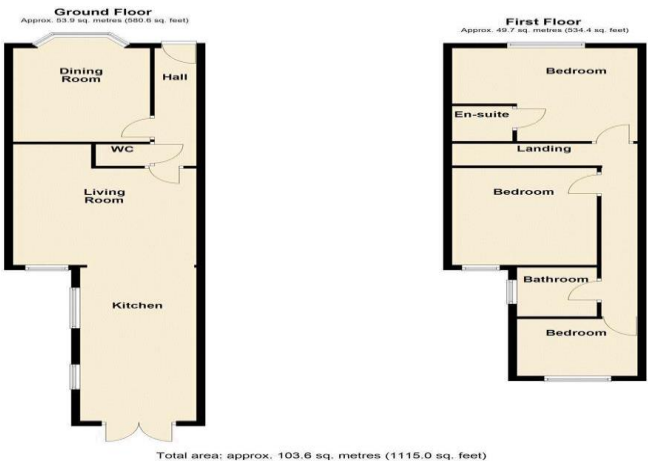 Ground Floor
Approx. 53.9 sq. metres (580.6 sq. feet)
Dining
Room
Hall
WC
Living
Room
Kitchen
First Floor
Approx. 49.7 sq. metres (534.4 sq. feet)
Bedroom
En-suite
Landing
Bedroom
Bathroom
Bedroom
Total area: approx. 103.6 sq. metres (1115.0 sq. feet)